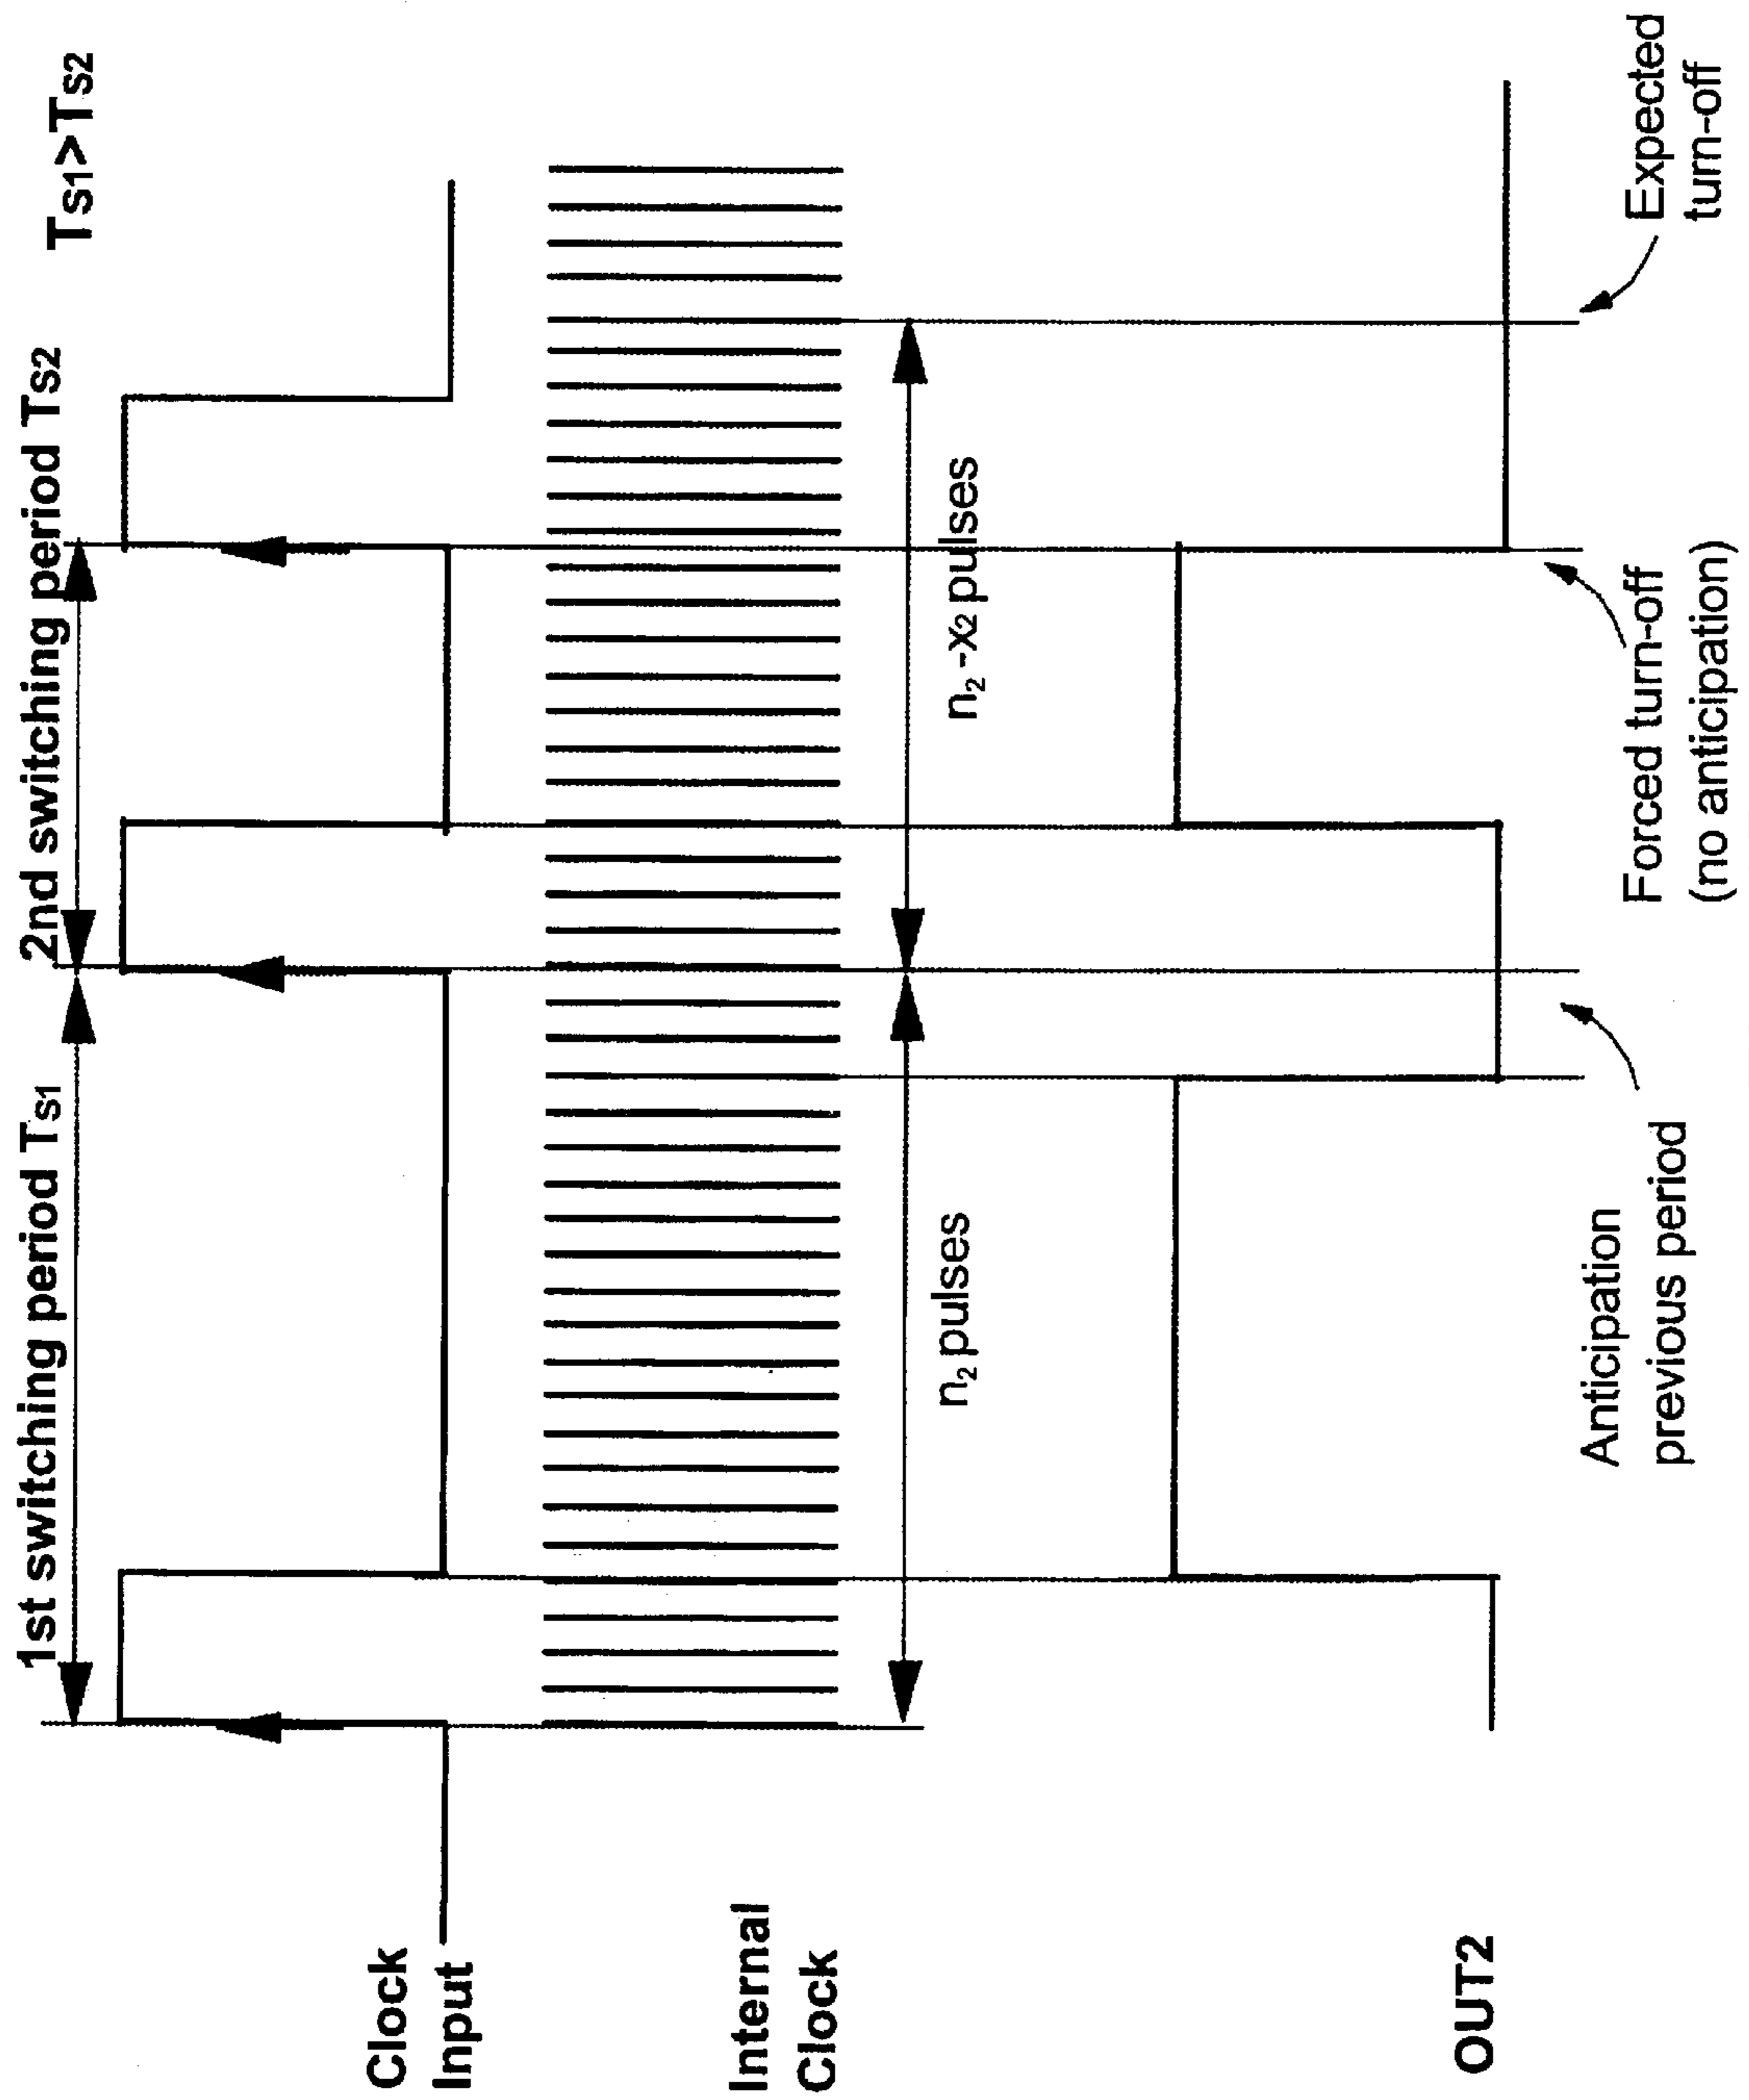 1st switching period Ts1
2nd switching period Ts2
Ts1>Ts2
Clock
Input
Internal
Clock
n2 pulses
n2 -x2 pulses
OUT2
Anticipation
previous period
Forced turn-off
(no anticipation)
Expected
turn-off